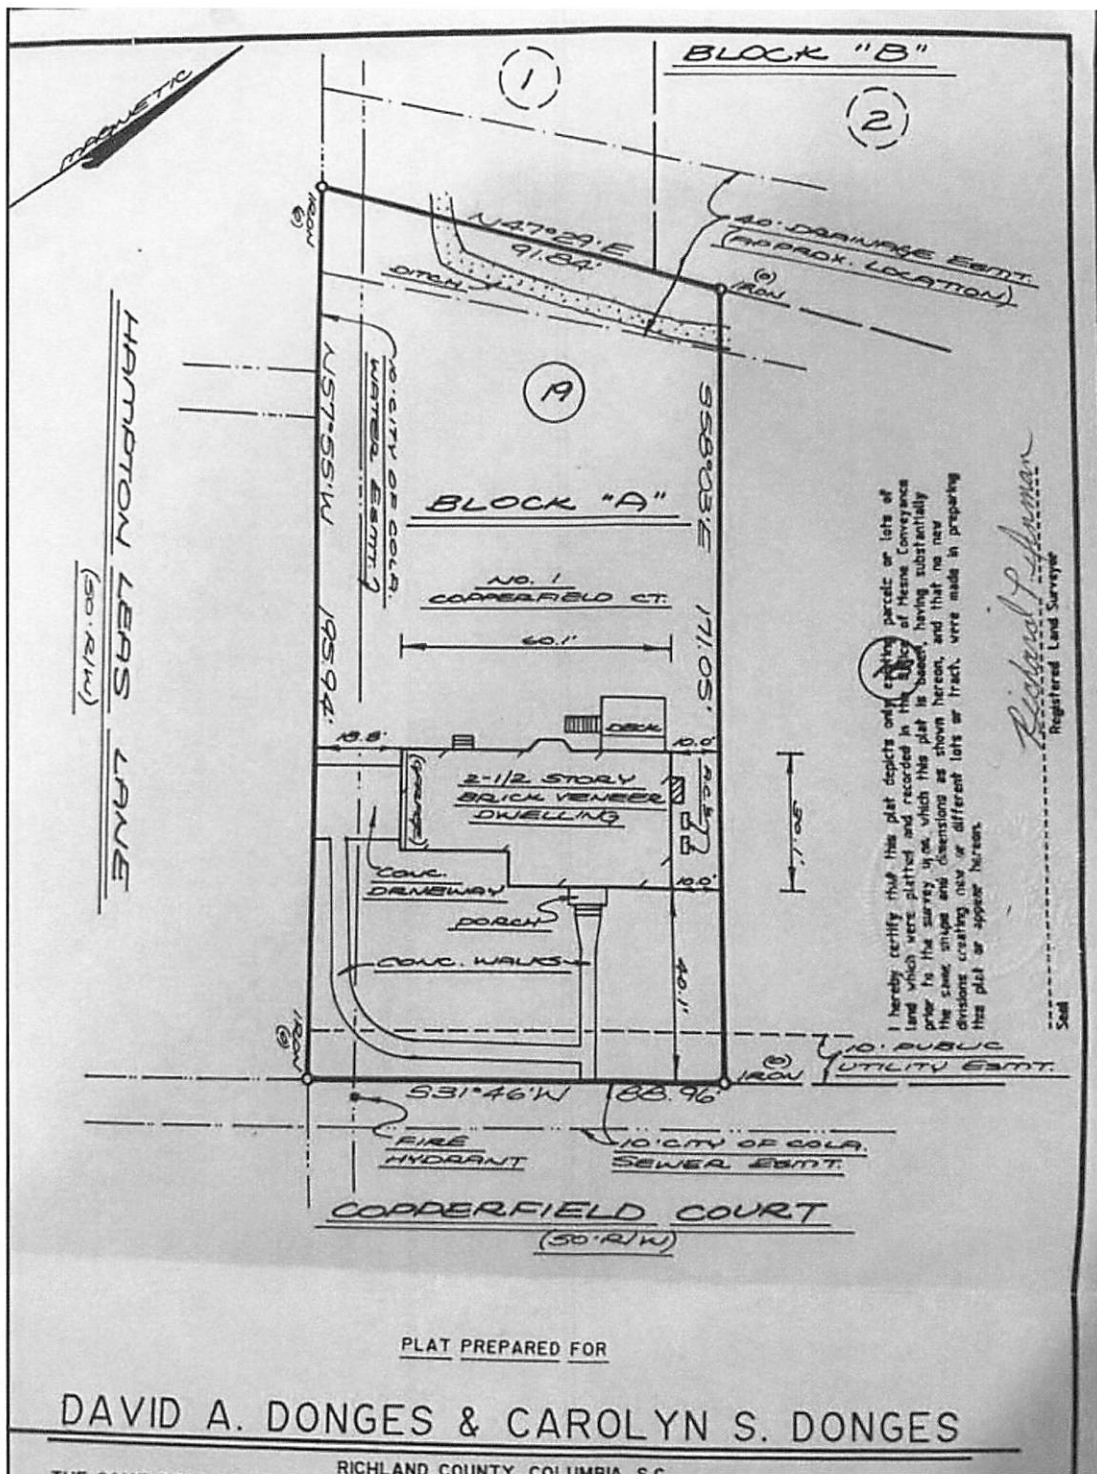 BLOCK "B"
1
2
MAGNETIC
IRON
(o)
N47°29'E
91.84'
40' DRAINAGE ESMT.
(APPROX. LOCATION)
(o)
IRON
DITCH
HAMPTON LEAS LANE
(50' R/W)
N57°55'W 195.94'
10' CITY OF COLA.
WATER ESMT.
19
S58°03'E 171.05'
BLOCK "A"
NO. 1
COPPERFIELD CT.
60.1'
DECK
18.8'
10.0'
2-1/2 STORY
BRICK VENEER
DWELLING
(garage)
A.C.'s
30.1'
10.0'
CONC.
DRIVEWAY
PORCH
CONC. WALKS
40.1'
IRON
(o)
(o)
IRON
10' PUBLIC
UTILITY ESMT.
S31°46'W 88.96'
FIRE
HYDRANT
10' CITY OF COLA.
SEWER ESMT.
COPPERFIELD COURT
(50' R/W)
I hereby certify that this plat depicts only existing parcels or lots of
land which were platted and recorded in the office of Mesne Conveyance
prior to the survey upon which this plat is based, having substantially
the same shape and dimensions as shown hereon, and that no new
divisions creating new or different lots or tract, were made in preparing
this plat or appear hereon.
Seal Registered Land Surveyor
PLAT PREPARED FOR
DAVID A. DONGES & CAROLYN S. DONGES
RICHLAND COUNTY, COLUMBIA, S.C.